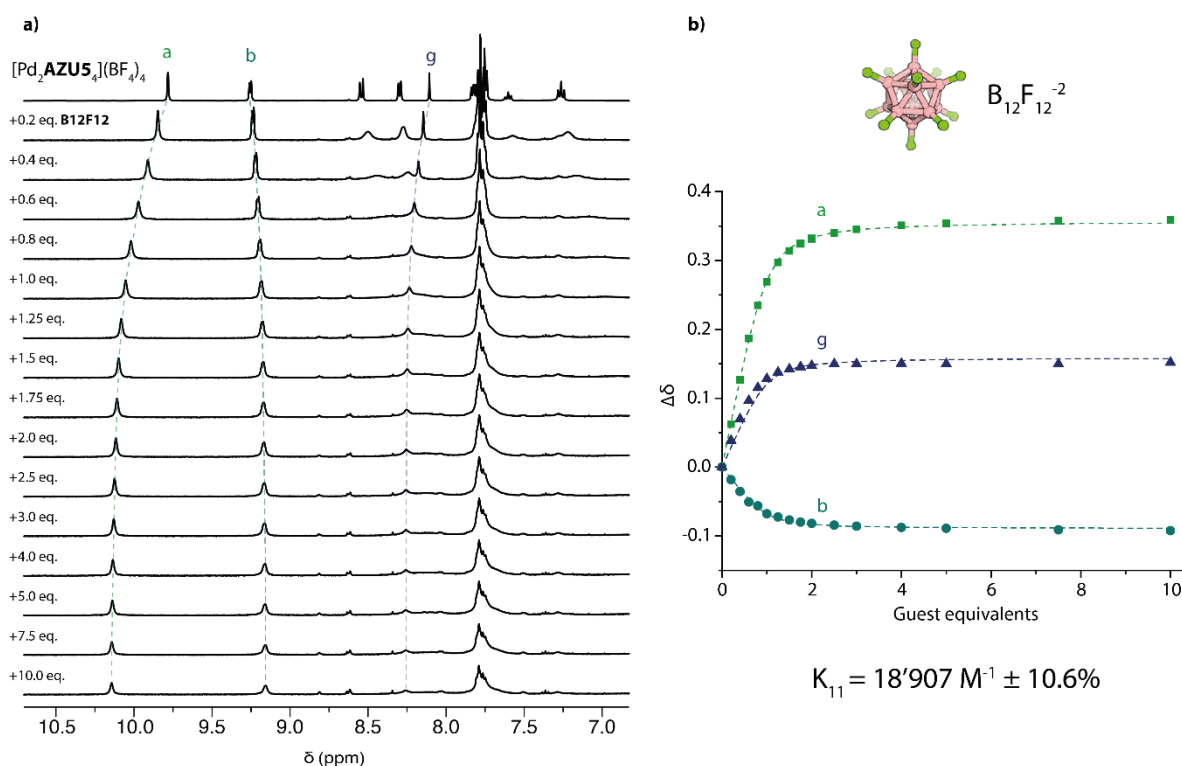 a)
a
b
g
[Pd2AZU54](BF4)4
+0.2 eq. B12F12
+0.4 eq.
+0.6 eq.
+0.8 eq.
+1.0 eq.
+1.25 eq.
+1.5 eq.
+1.75 eq.
+2.0 eq.
+2.5 eq.
+3.0 eq.
+4.0 eq.
+5.0 eq.
+7.5 eq.
+10.0 eq.
10.5 10.0 9.5 9.0 8.5 8.0 7.5 7.0
δ (ppm)
b)
B12F12-2
0.4
0.3
0.2
0.1
0.0
-0.1
Δδ
a
g
b
0 2 4 6 8 10
Guest equivalents
K11 = 18'907 M-1 ± 10.6%